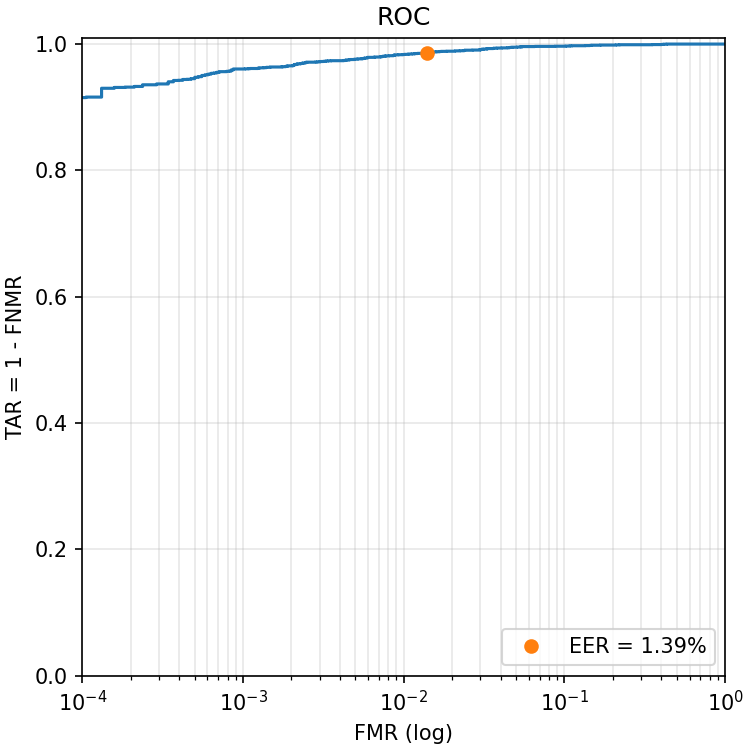 ROC
TAR = 1 - FNMR
1.0
0.8
0.6
0.4
0.2
0.0
10⁻⁴
10⁻³
10⁻²
10⁻¹
10⁰
FMR (log)
EER = 1.39%